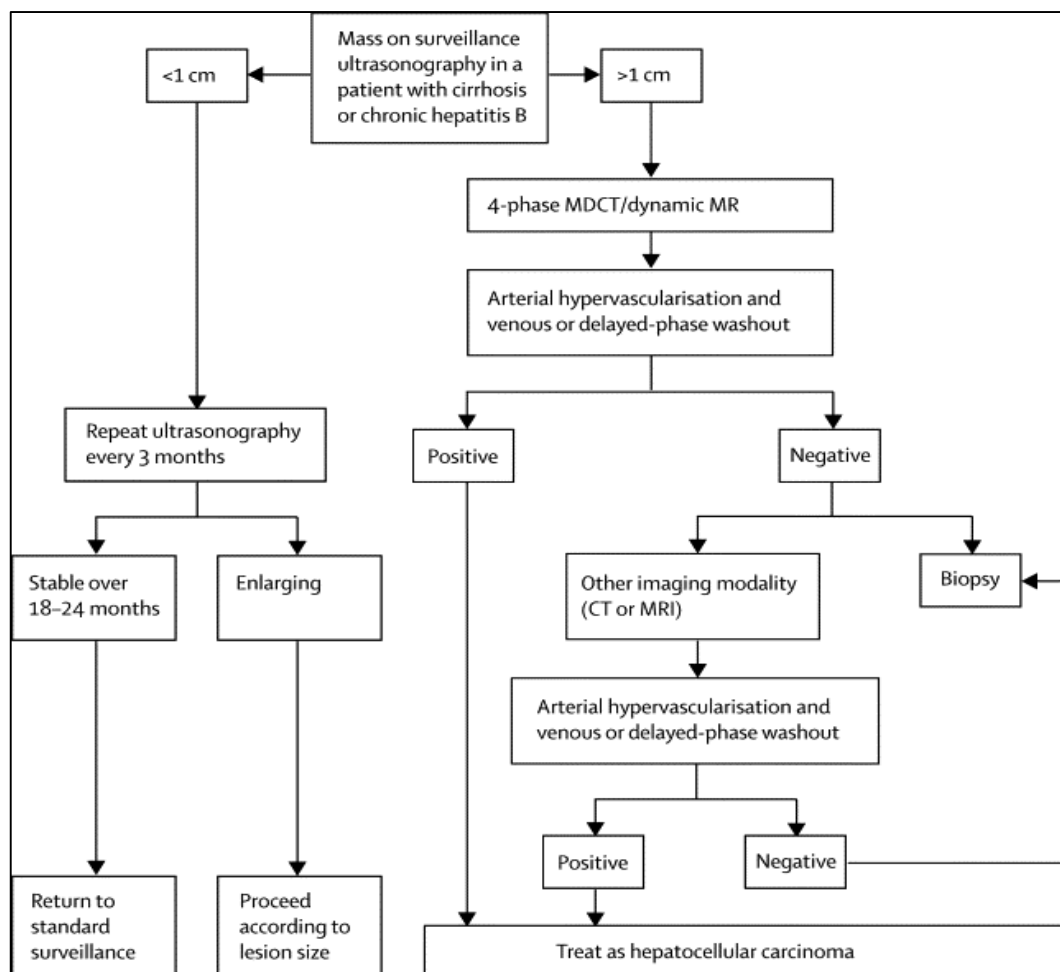 Mass on surveillance
ultrasonography in a
patient with cirrhosis
or chronic hepatitis B
<1 cm
>1 cm
4-phase MDCT/dynamic MR
Arterial hypervascularisation and
venous or delayed-phase washout
Repeat ultrasonography
every 3 months
Positive
Negative
Stable over
18–24 months
Enlarging
Other imaging modality
(CT or MRI)
Biopsy
Arterial hypervascularisation and
venous or delayed-phase washout
Positive
Negative
Return to
standard
surveillance
Proceed
according to
lesion size
Treat as hepatocellular carcinoma